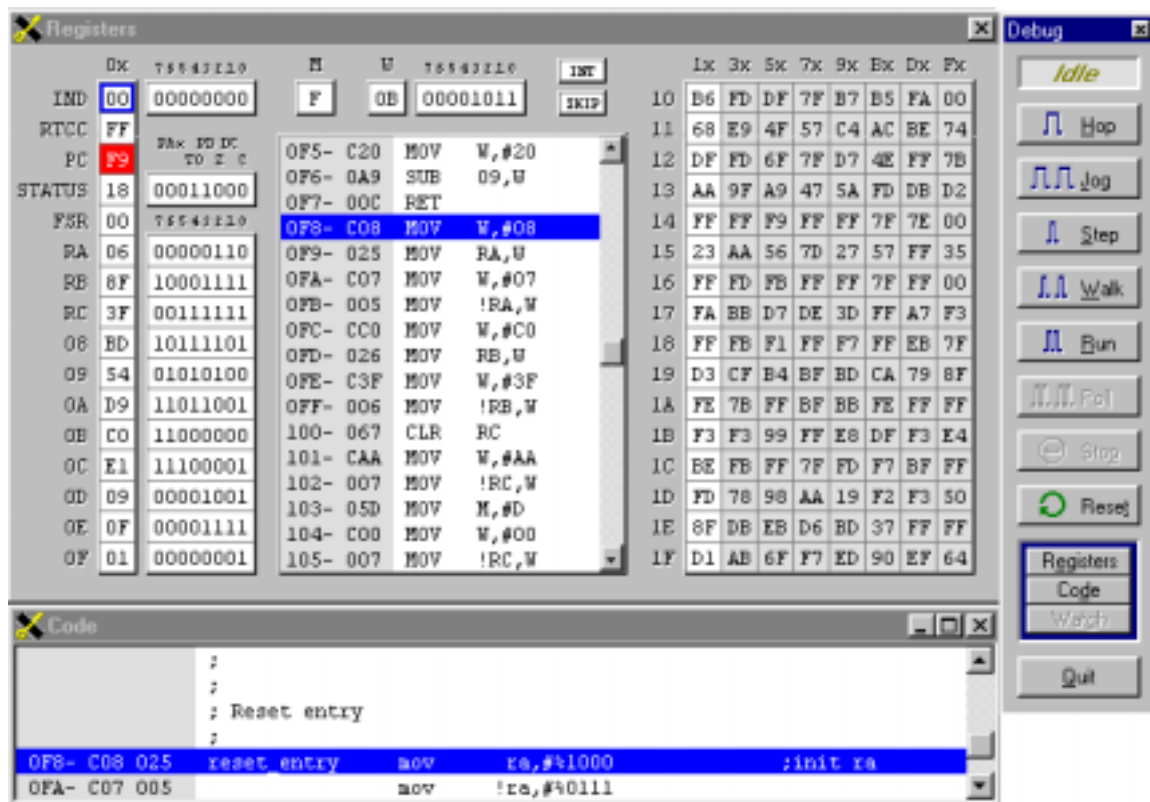 Registers
Debug
Idle
Hop
Jog
Step
Walk
Run
Poll
Stop
Reset
Registers
Code
Watch
Quit
0x 76543210 M W 76543210 INT
IND 00 00000000 F 0B 00001011 SKIP
RTCC FF
PC F9
STATUS 18 00011000
FSR 00 76543210
RA 06 00000110
RB 8F 10001111
RC 3F 00111111
08 BD 10111101
09 54 01010100
0A D9 11011001
0B C0 11000000
0C E1 11100001
0D 09 00001001
0E 0F 00001111
0F 01 00000001
0F5- C20 MOV W,#20
0F6- 0A9 SUB 09,W
0F7- 00C RET
0F8- C08 MOV W,#08
0F9- 025 MOV RA,W
0FA- C07 MOV W,#07
0FB- 005 MOV !RA,W
0FC- CC0 MOV W,#C0
0FD- 026 MOV RB,W
0FE- C3F MOV W,#3F
0FF- 006 MOV !RB,W
100- 067 CLR RC
101- CAA MOV W,#AA
102- 007 MOV !RC,W
103- 05D MOV M,#D
104- C00 MOV W,#00
105- 007 MOV !RC,W
1x 3x 5x 7x 9x Bx Dx Fx
10 B6 FD DF 7F B7 B5 FA 00
11 68 E9 4F 57 C4 AC BE 74
12 DF FD 6F 7F D7 4E FF 7B
13 AA 9F A9 47 5A FD DB D2
14 FF FF F9 FF FF 7F 7E 00
15 23 AA 56 7D 27 57 FF 35
16 FF FD FB FF FF 7F FF 00
17 FA BB D7 DE 3D FF A7 F3
18 FF FB F1 FF F7 FF EB 7F
19 D3 CF B4 BF BD CA 79 8F
1A FE 7B FF BF BB FE FF FF
1B F3 F3 99 FF E8 DF F3 E4
1C BE FB FF 7F FD F7 BF FF
1D FD 78 98 AA 19 F2 F3 50
1E 8F DB EB D6 BD 37 FF FF
1F D1 AB 6F F7 ED 90 EF 64
Code
;
;
; Reset entry
;
0F8- C08 025 reset_entry mov ra,#%1000 ;init ra
0FA- C07 005 mov !ra,#%0111